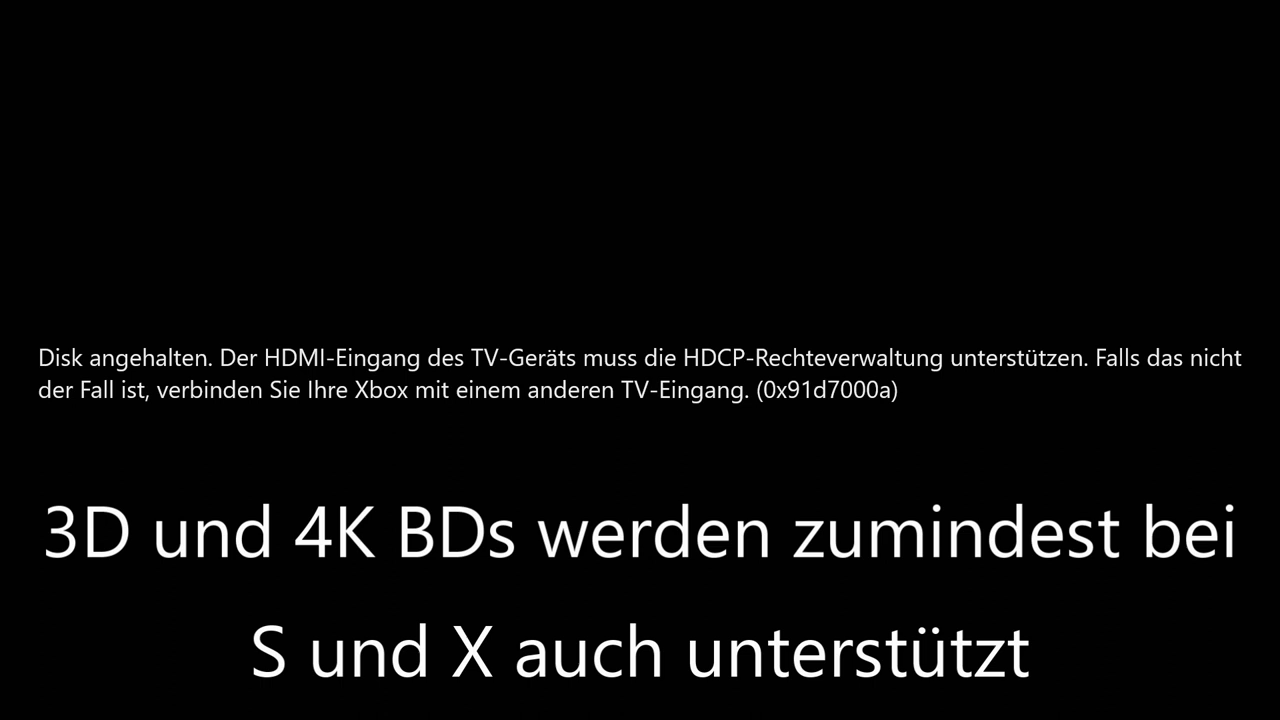 Disk angehalten. Der HDMI-Eingang des TV-Geräts muss die HDCP-Rechteverwaltung unterstützen. Falls das nicht
der Fall ist, verbinden Sie Ihre Xbox mit einem anderen TV-Eingang. (0x91d7000a)
3D und 4K BDs werden zumindest bei
S und X auch unterstützt